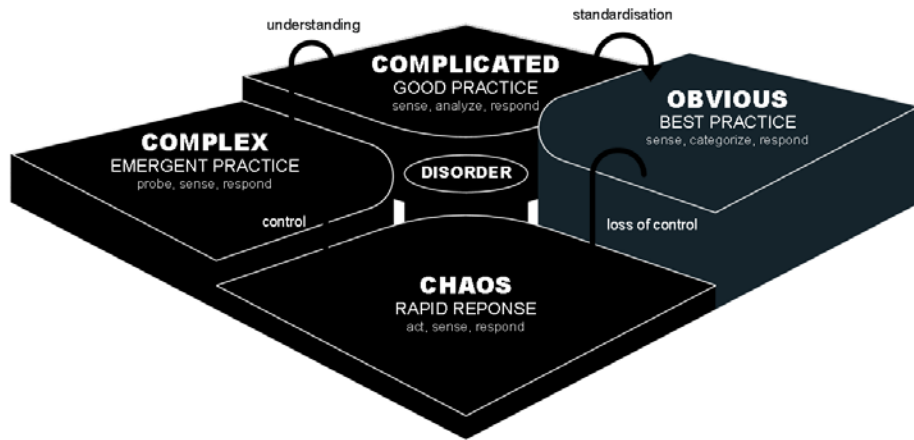 understanding
standardisation
COMPLICATED
GOOD PRACTICE
sense, analyze, respond
OBVIOUS
BEST PRACTICE
sense, categorize, respond
COMPLEX
EMERGENT PRACTICE
probe, sense, respond
DISORDER
control
loss of control
CHAOS
RAPID REPONSE
act, sense, respond